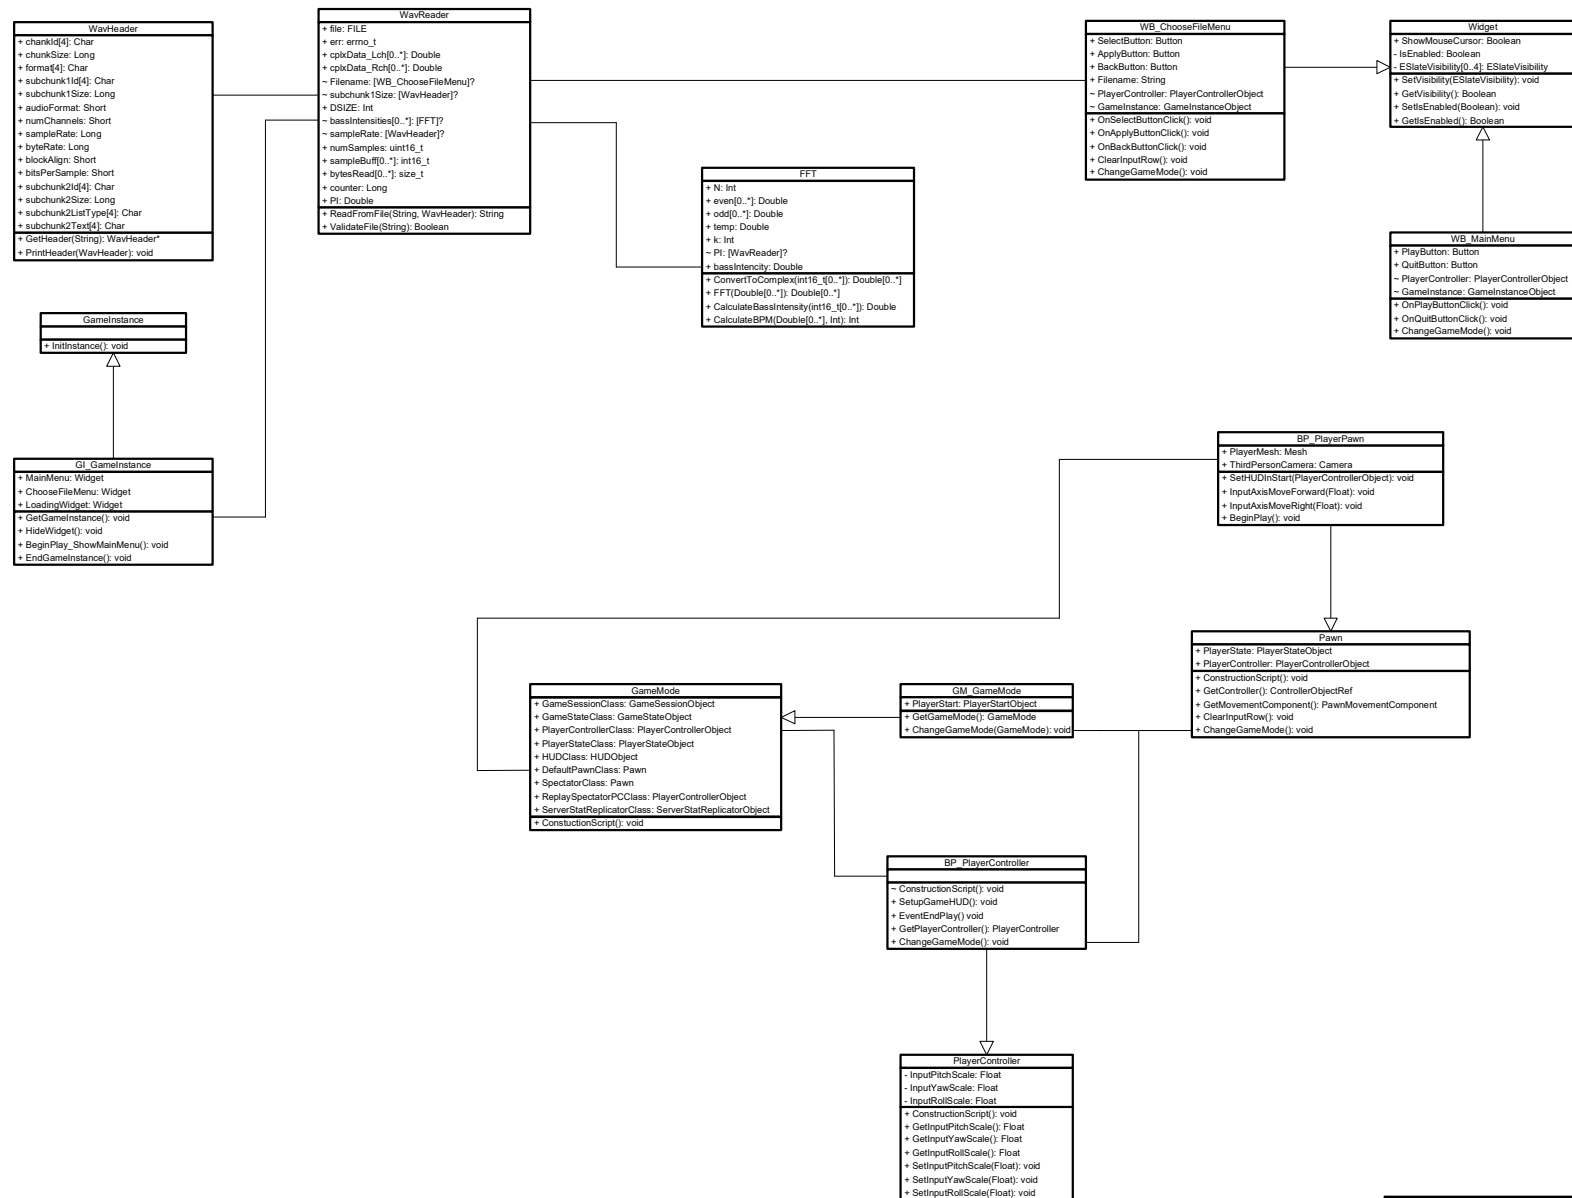 WavHeader
+ chankId[4]: Char
+ chunkSize: Long
+ format[4]: Char
+ subchunk1Id[4]: Char
+ subchunk1Size: Long
+ audioFormat: Short
+ numChannels: Short
+ sampleRate: Long
+ byteRate: Long
+ blockAlign: Short
+ bitsPerSample: Short
+ subchunk2Id[4]: Char
+ subchunk2Size: Long
+ subchunk2ListType[4]: Char
+ subchunk2Text[4]: Char
+ GetHeader(String): WavHeader*
+ PrintHeader(WavHeader): void
WavReader
+ file: FILE
+ err: errno_t
+ cplxData_Lch[0..*]: Double
+ cplxData_Rch[0..*]: Double
~ Filename: [WB_ChooseFileMenu]?
~ subchunk1Size: [WavHeader]?
+ DSIZE: Int
~ bassIntensities[0..*]: [FFT]?
~ sampleRate: [WavHeader]?
+ numSamples: uint16_t
+ sampleBuff[0..*]: int16_t
+ bytesRead[0..*]: size_t
+ counter: Long
+ PI: Double
+ ReadFromFile(String, WavHeader): String
+ ValidateFile(String): Boolean
FFT
+ N: Int
+ even[0..*]: Double
+ odd[0..*]: Double
+ temp: Double
+ k: Int
~ PI: [WavReader]?
+ bassIntencity: Double
+ ConvertToComplex(int16_t[0..*]): Double[0..*]
+ FFT(Double[0..*]): Double[0..*]
+ CalculateBassIntensity(int16_t[0..*]): Double
+ CalculateBPM(Double[0..*], Int): Int
WB_ChooseFileMenu
+ SelectButton: Button
+ ApplyButton: Button
+ BackButton: Button
+ Filename: String
~ PlayerController: PlayerControllerObject
~ GameInstance: GameInstanceObject
+ OnSelectButtonClick(): void
+ OnApplyButtonClick(): void
+ OnBackButtonClick(): void
+ ClearInputRow(): void
+ ChangeGameMode(): void
Widget
+ ShowMouseCursor: Boolean
- IsEnabled: Boolean
- ESlateVisibility[0..4]: ESlateVisibility
+ SetVisibility(ESlateVisibility): void
+ GetVisibility(): Boolean
+ SetIsEnabled(Boolean): void
+ GetIsEnabled(): Boolean
WB_MainMenu
+ PlayButton: Button
+ QuitButton: Button
~ PlayerController: PlayerControllerObject
~ GameInstance: GameInstanceObject
+ OnPlayButtonClick(): void
+ OnQuitButtonClick(): void
+ ChangeGameMode(): void
GameInstance
+ InitInstance(): void
GI_GameInstance
+ MainMenu: Widget
+ ChooseFileMenu: Widget
+ LoadingWidget: Widget
+ GetGameInstance(): void
+ HideWidget(): void
+ BeginPlay_ShowMainMenu(): void
+ EndGameInstance(): void
BP_PlayerPawn
+ PlayerMesh: Mesh
+ ThirdPersonCamera: Camera
+ SetHUDInStart(PlayerControllerObject): void
+ InputAxisMoveForward(Float): void
+ InputAxisMoveRight(Float): void
+ BeginPlay(): void
Pawn
+ PlayerState: PlayerStateObject
+ PlayerController: PlayerControllerObject
+ ConstructionScript(): void
+ GetController(): ControllerObjectRef
+ GetMovementComponent(): PawnMovementComponent
+ ClearInputRow(): void
+ ChangeGameMode(): void
GameMode
+ GameSessionClass: GameSessionObject
+ GameStateClass: GameStateObject
+ PlayerControllerClass: PlayerControllerObject
+ PlayerStateClass: PlayerStateObject
+ HUDClass: HUDObject
+ DefaultPawnClass: Pawn
+ SpectatorClass: Pawn
+ ReplaySpectatorPCClass: PlayerControllerObject
+ ServerStatReplicatorClass: ServerStatReplicatorObject
+ ConstuctionScript(): void
GM_GameMode
+ PlayerStart: PlayerStartObject
+ GetGameMode(): GameMode
+ ChangeGameMode(GameMode): void
BP_PlayerController
~ ConstructionScript(): void
+ SetupGameHUD(): void
+ EventEndPlay() void
+ GetPlayerController(): PlayerController
+ ChangeGameMode(): void
PlayerController
- InputPitchScale: Float
- InputYawScale: Float
- InputRollScale: Float
+ ConstructionScript(): void
+ GetInputPitchScale(): Float
+ GetInputYawScale(): Float
+ GetInputRollScale(): Float
+ SetInputPitchScale(Float): void
+ SetInputYawScale(Float): void
+ SetInputRollScale(Float): void